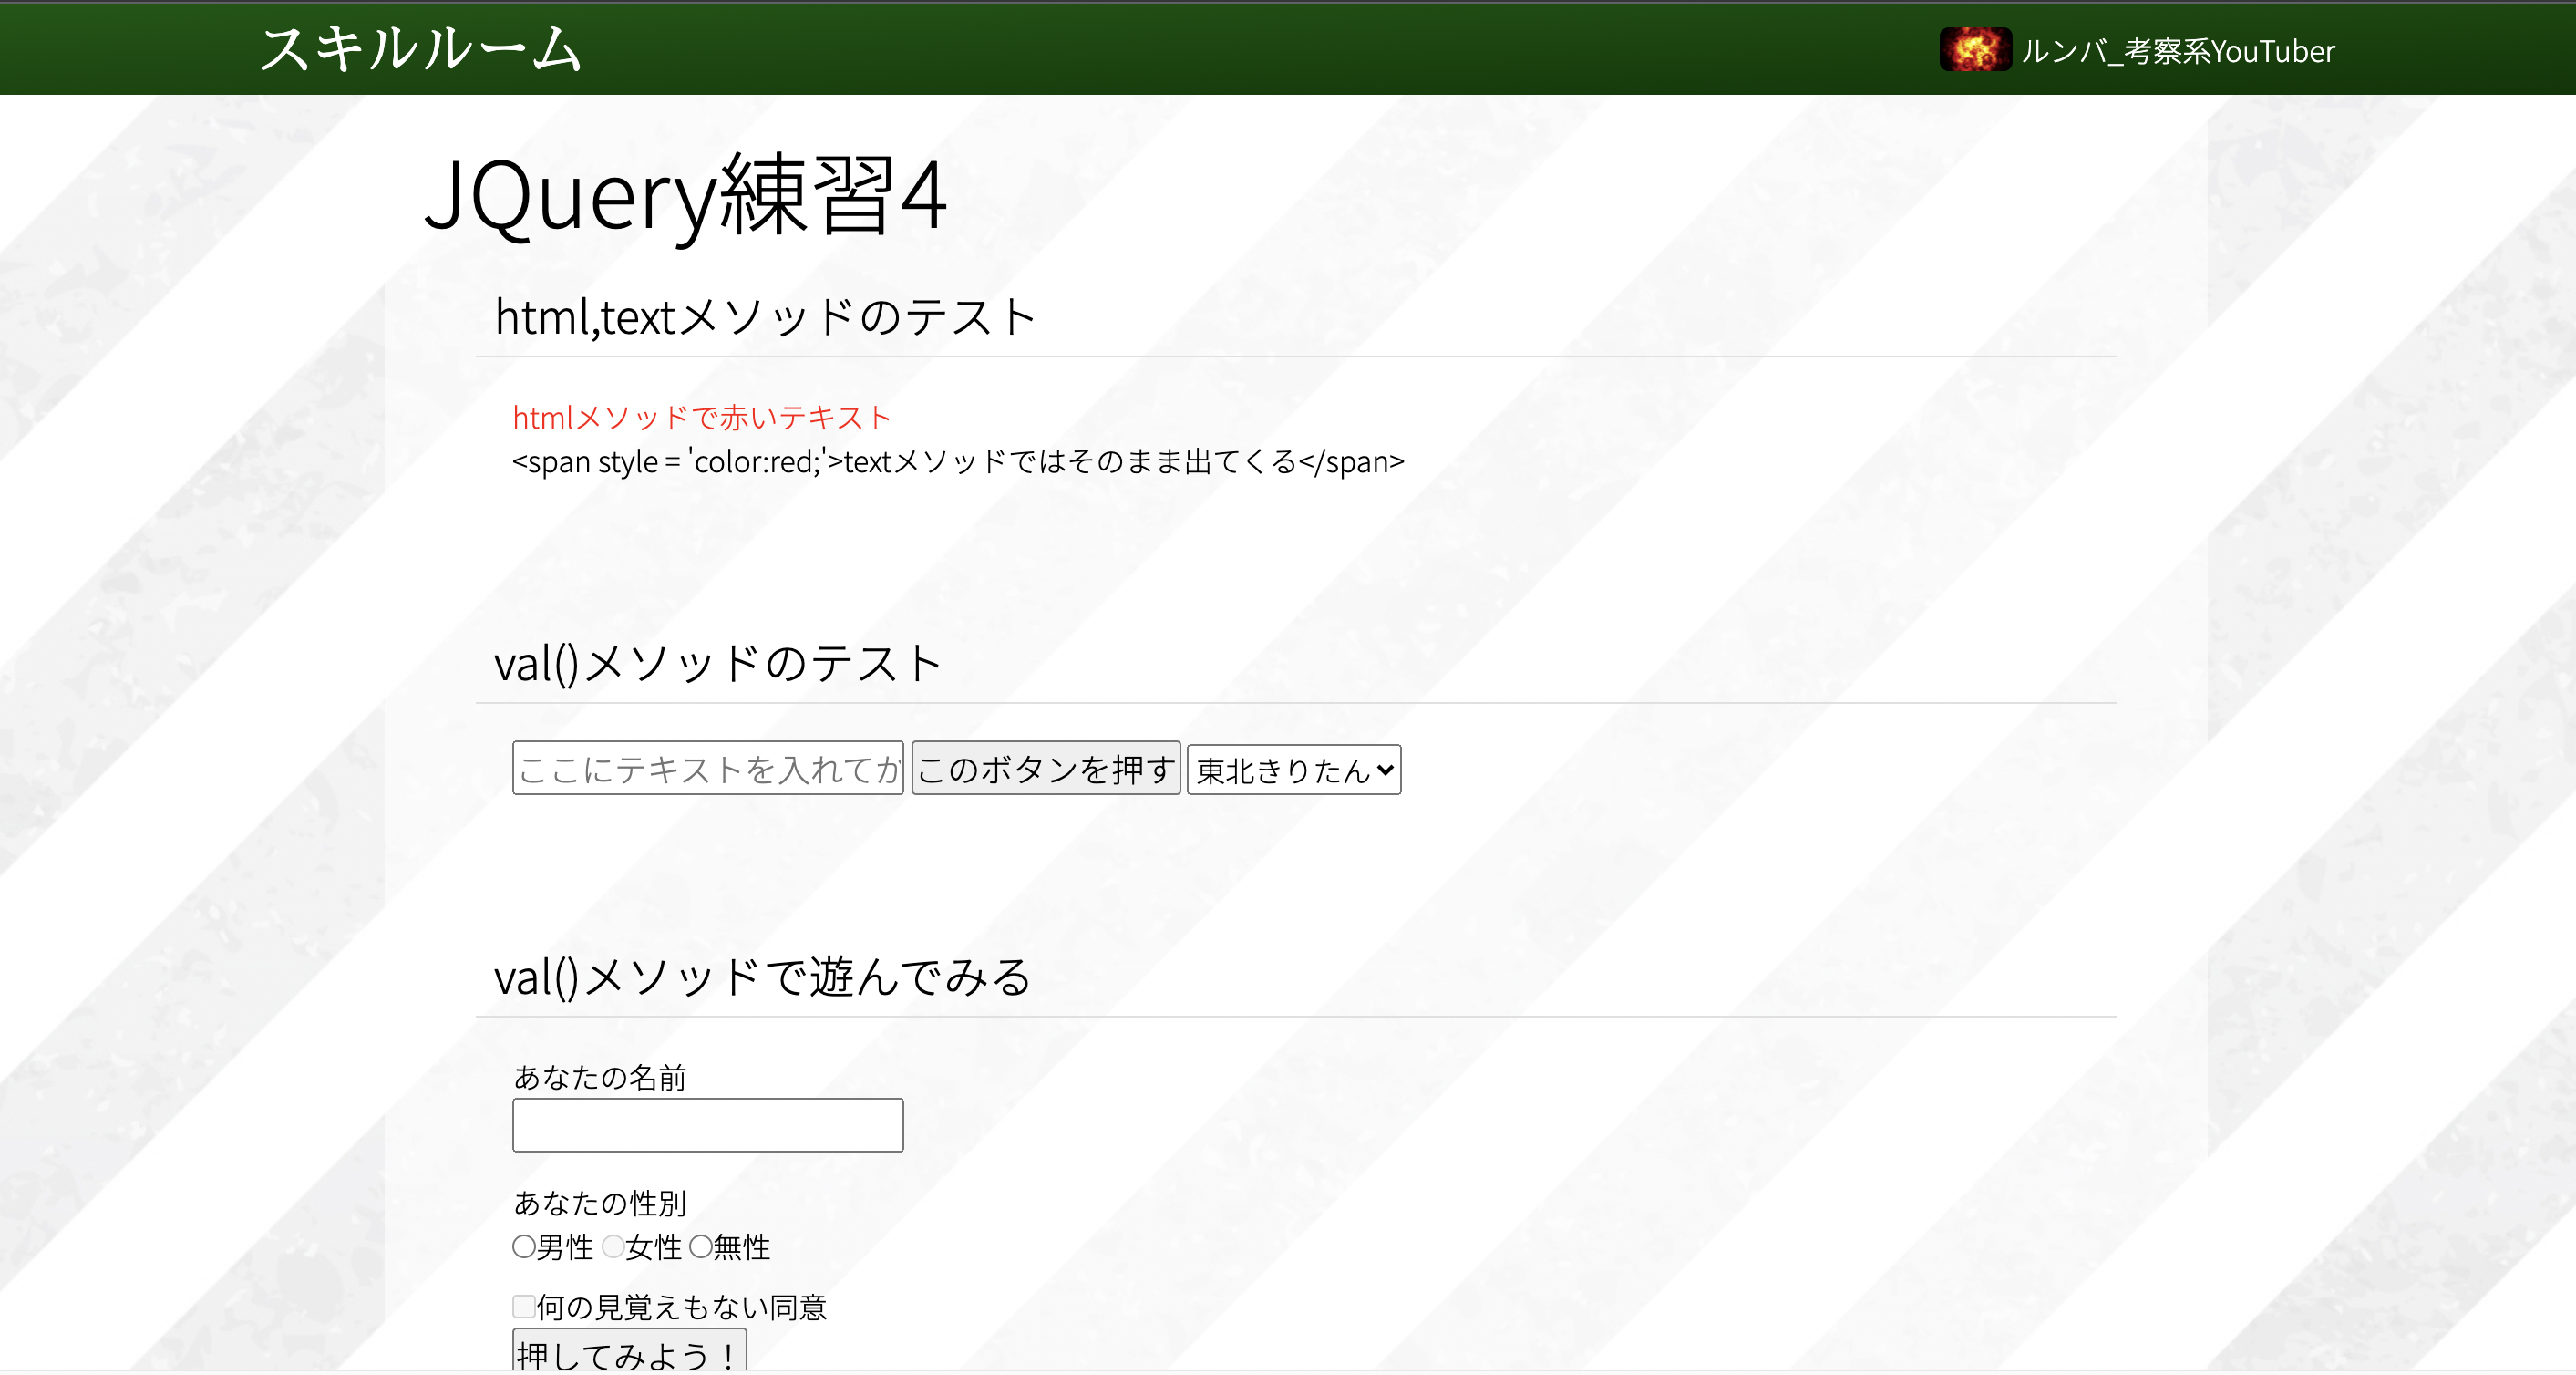 スキルルーム
ルンバ_考察系YouTuber
JQuery練習4
html,textメソッドのテスト
htmlメソッドで赤いテキスト
<span style = 'color:red;'>textメソッドではそのまま出てくる</span>
val()メソッドのテスト
ここにテキストを入れてか このボタンを押す 東北きりたん
val()メソッドで遊んでみる
あなたの名前
あなたの性別
男性 女性 無性
何の見覚えもない同意
押してみよう！